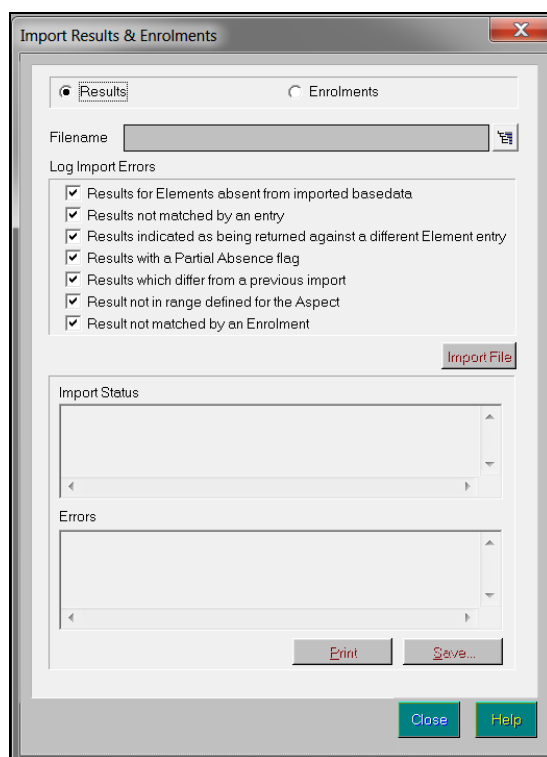 Import Results & Enrolments
Results
Enrolments
Filename
Log Import Errors
Results for Elements absent from imported basedata
Results not matched by an entry
Results indicated as being returned against a different Element entry
Results with a Partial Absence flag
Results which differ from a previous import
Result not in range defined for the Aspect
Result not matched by an Enrolment
Import File
Import Status
Errors
Print
Save...
Close
Help